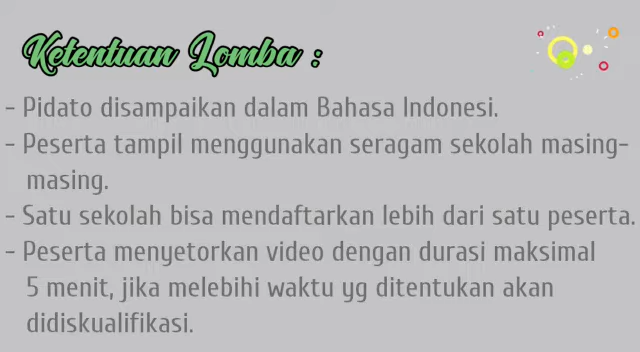 Ketentuan Lomba :
- Pidato disampaikan dalam Bahasa Indonesi.
- Peserta tampil menggunakan seragam sekolah masing-
masing.
- Satu sekolah bisa mendaftarkan lebih dari satu peserta.
- Peserta menyetorkan video dengan durasi maksimal
5 menit, jika melebihi waktu yg ditentukan akan
didiskualifikasi.